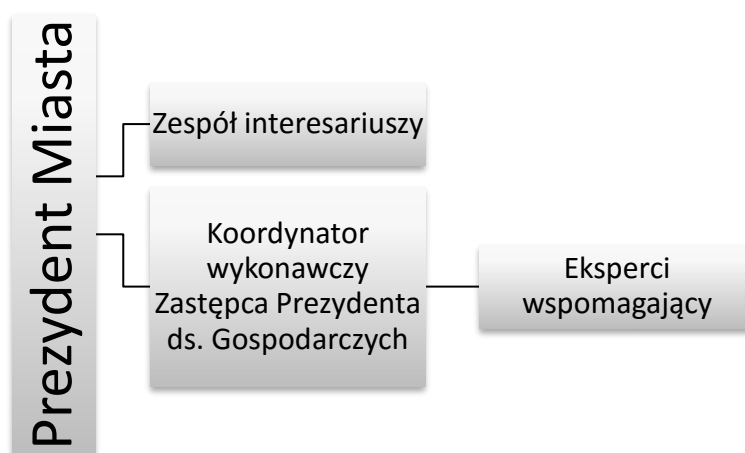 Prezydent Miasta
Zespół interesariuszy
Koordynator
wykonawczy
Zastępca Prezydenta
ds. Gospodarczych
Eksperci
wspomagający